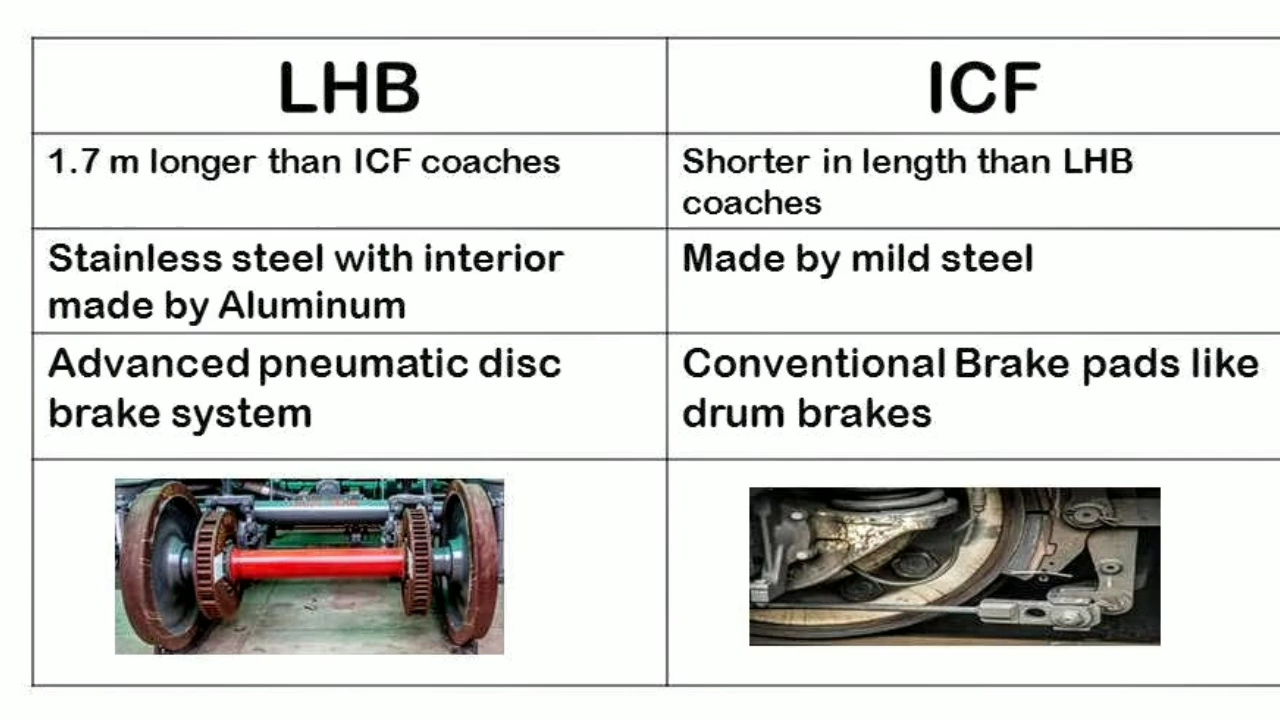 LHB
ICF
1.7 m longer than ICF coaches
Shorter in length than LHB
coaches
Stainless steel with interior
made by Aluminum
Made by mild steel
Advanced pneumatic disc
brake system
Conventional Brake pads like
drum brakes